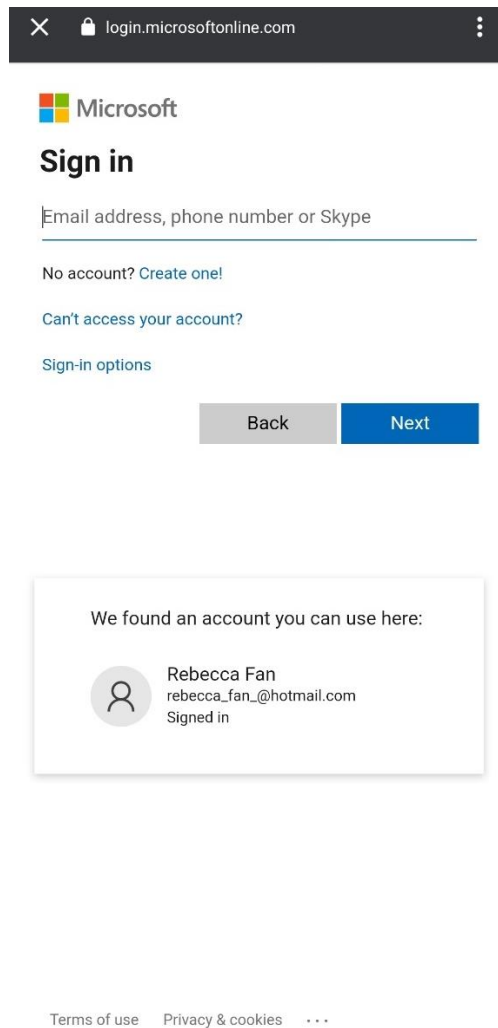 login.microsoftonline.com
Microsoft
Sign in
Email address, phone number or Skype
No account? Create one!
Can't access your account?
Sign-in options
Back Next
We found an account you can use here:
Rebecca Fan
rebecca_fan_@hotmail.com
Signed in
Terms of use Privacy & cookies ...